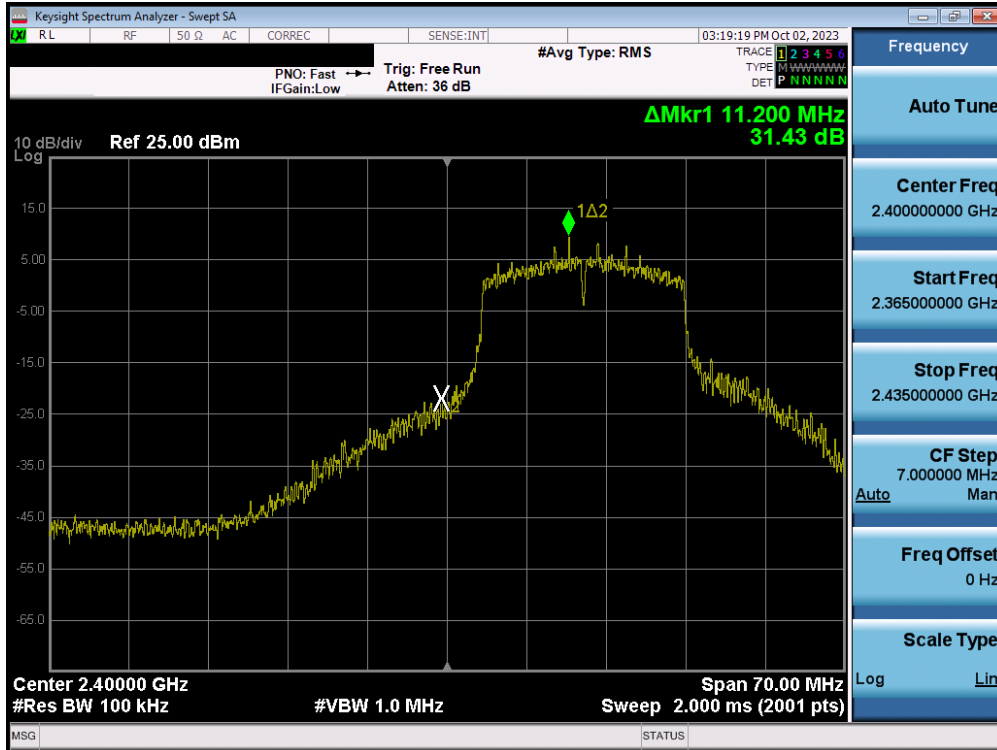 Keysight Spectrum Analyzer - Swept SA
LXI RL RF 50 Ω AC CORREC SENSE:INT 03:19:19 PM Oct 02, 2023
Frequency
#Avg Type: RMS
TRACE 1 2 3 4 5 6
PNO: Fast Trig: Free Run
TYPE M WWWWW
IFGain:Low Atten: 36 dB
DET P N N N N N
Auto Tune
ΔMkr1 11.200 MHz
31.43 dB
10 dB/div Ref 25.00 dBm
Log
Center Freq
2.400000000 GHz
15.0
1Δ2
5.00
Start Freq
2.365000000 GHz
-5.00
-15.0
Stop Freq
2.435000000 GHz
X2
-25.0
CF Step
7.000000 MHz
Auto Man
-35.0
-45.0
Freq Offset
0 Hz
-55.0
-65.0
Scale Type
Log Lin
Center 2.40000 GHz Span 70.00 MHz
#Res BW 100 kHz #VBW 1.0 MHz Sweep 2.000 ms (2001 pts)
MSG STATUS